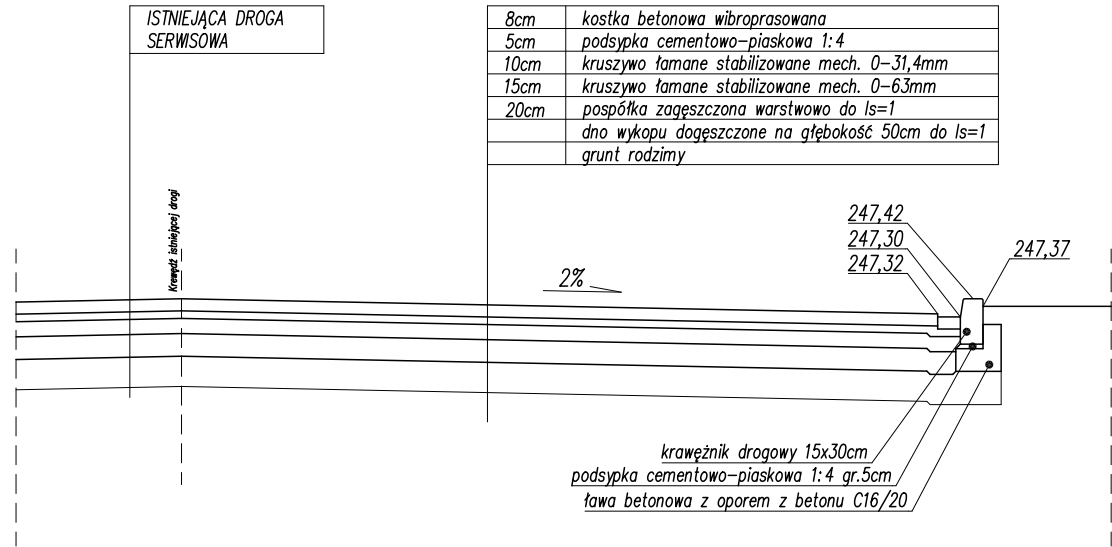 ISTNIEJĄCA DROGA
SERWISOWA
8cm kostka betonowa wibroprasowana
5cm podsypka cementowo-piaskowa 1:4
10cm kruszywo łamane stabilizowane mech. 0-31,4mm
15cm kruszywo łamane stabilizowane mech. 0-63mm
20cm pospółka zagęszczona warstwowo do Is=1
dno wykopu dogęszczone na głębokość 50cm do Is=1
grunt rodzimy
Krawędź istniejącej drogi
247,42
247,30
247,32
247,37
2%
krawężnik drogowy 15x30cm
podsypka cementowo-piaskowa 1:4 gr.5cm
ława betonowa z oporem z betonu C16/20